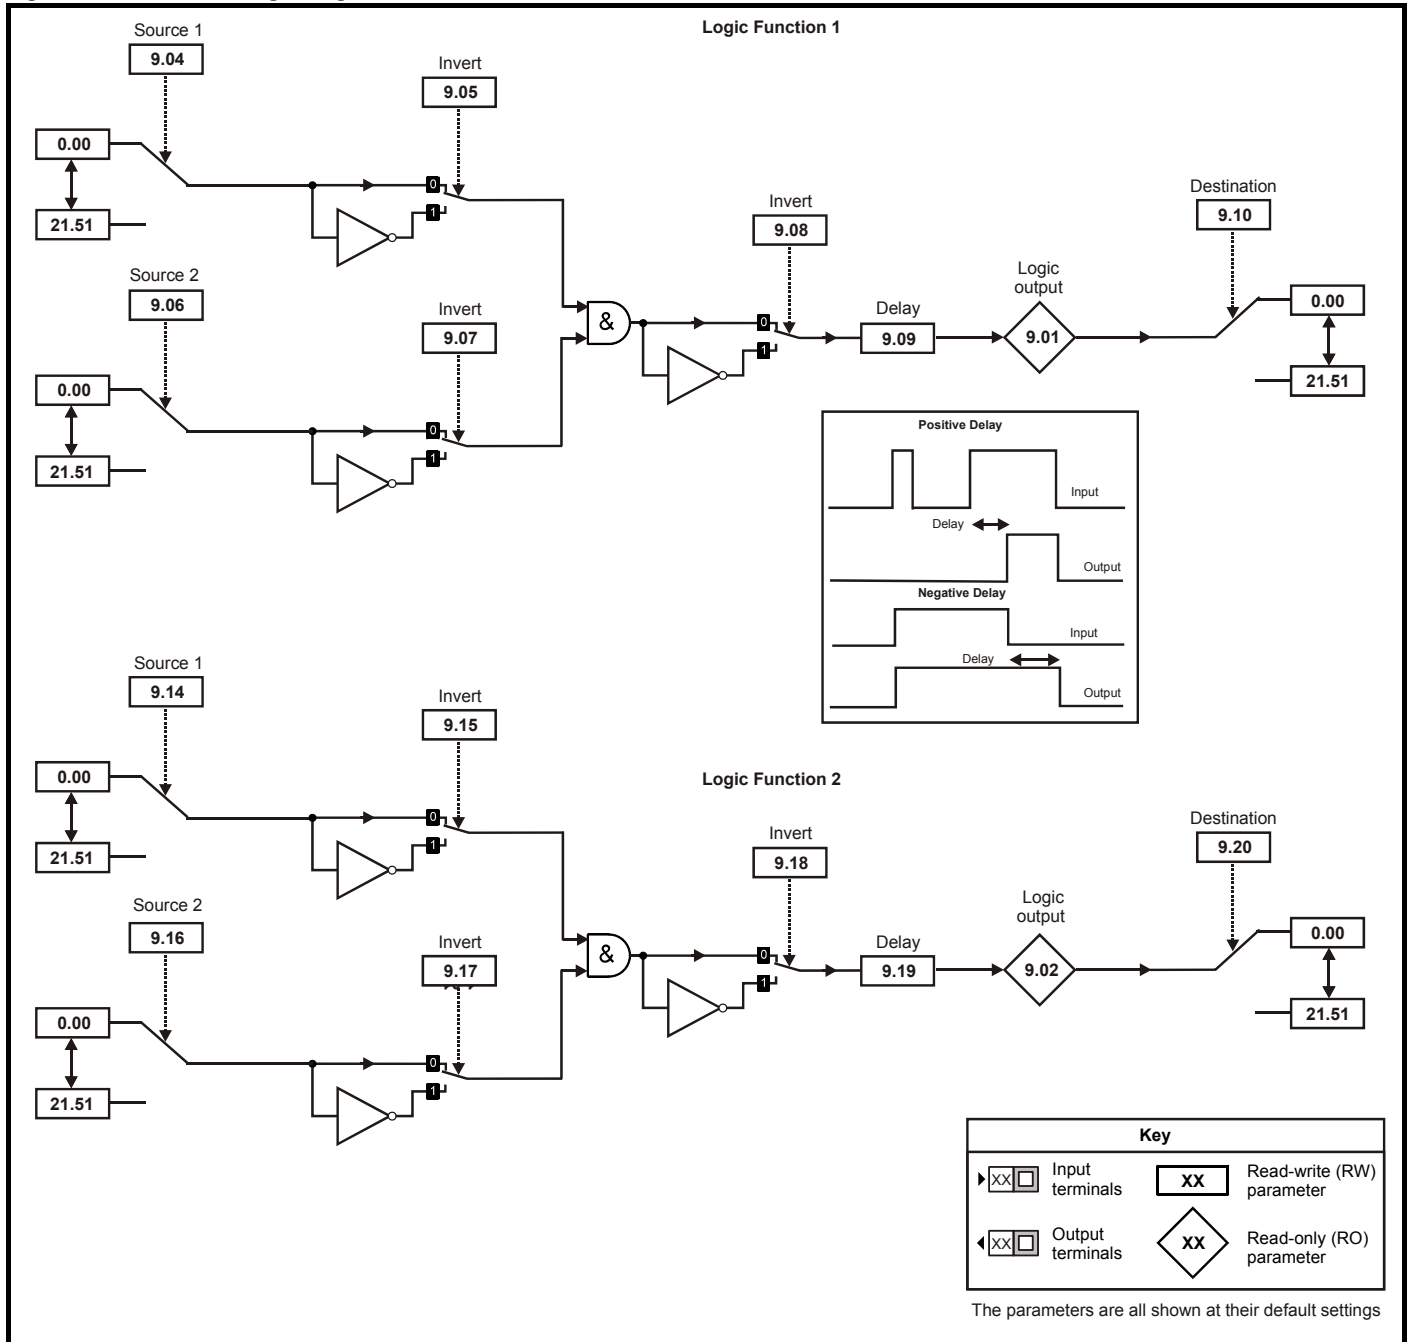 Logic Function 1
Source 1
9.04
Invert
9.05
0.00
21.51
0
1
Source 2
9.06
Invert
9.07
0.00
21.51
0
1
&
Invert
9.08
0
1
Delay
9.09
Logic
output
9.01
Destination
9.10
0.00
21.51
Positive Delay
Input
Delay
Output
Negative Delay
Input
Delay
Output
Logic Function 2
Source 1
9.14
Invert
9.15
0.00
21.51
0
1
Source 2
9.16
Invert
9.17
0.00
21.51
0
1
&
Invert
9.18
0
1
Delay
9.19
Logic
output
9.02
Destination
9.20
0.00
21.51
Key
XX
Input
terminals
XX
Read-write (RW)
parameter
XX
Output
terminals
XX
Read-only (RO)
parameter
The parameters are all shown at their default settings